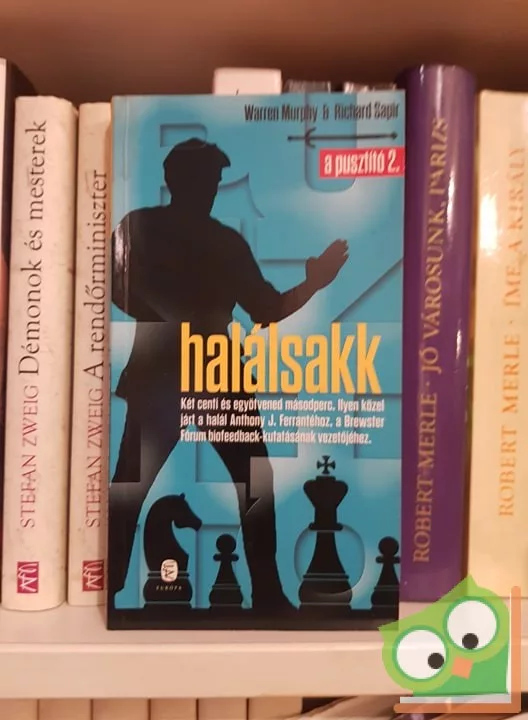 Warren Murphy & Richard Sapir
a pusztító 2.
halálsakk
Két centi és egyötvened másodperc. Ilyen közel
járt a halál Anthony J. Ferrantéhoz, a Brewster
Fórum biofeedback-kutatásának vezetőjéhez.
EURÓPA
STEFAN ZWEIG Démonok és mesterek
STEFAN ZWEIG A rendőrminiszter
ROBERT MERLE · JÓ VÁROSUNK, PÁRIZS
ROBERT MERLE · ÍME A KIRÁLY